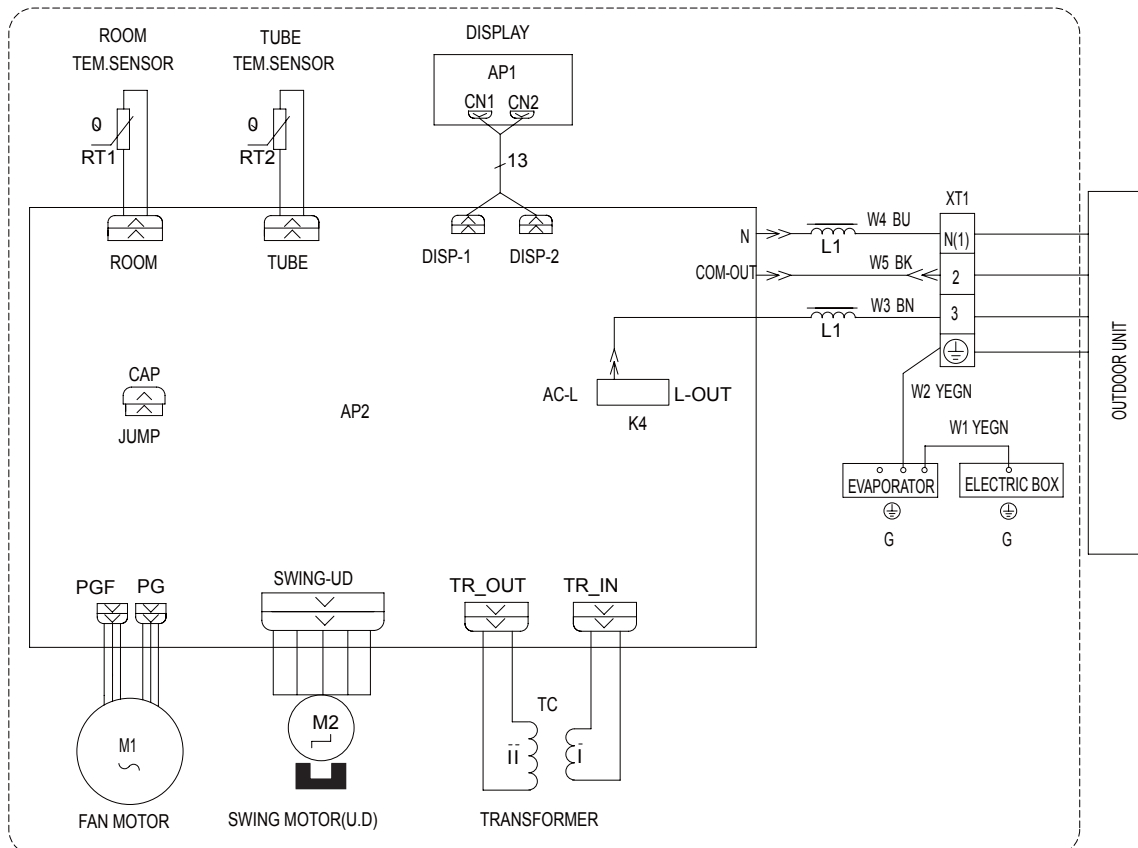 ROOM
TEM.SENSOR
TUBE
TEM.SENSOR
DISPLAY
AP1
CN1 CN2
θ
RT1
θ
RT2
13
ROOM
TUBE
DISP-1
DISP-2
N
W4 BU
L1
XT1
N(1)
COM-OUT
W5 BK
2
W3 BN
L1
3
OUTDOOR UNIT
CAP
JUMP
AP2
AC-L
L-OUT
K4
W2 YEGN
W1 YEGN
EVAPORATOR
ELECTRIC BOX
G
G
PGF PG
SWING-UD
TR_OUT
TR_IN
M1
M2
TC
II
I
FAN MOTOR
SWING MOTOR(U.D)
TRANSFORMER